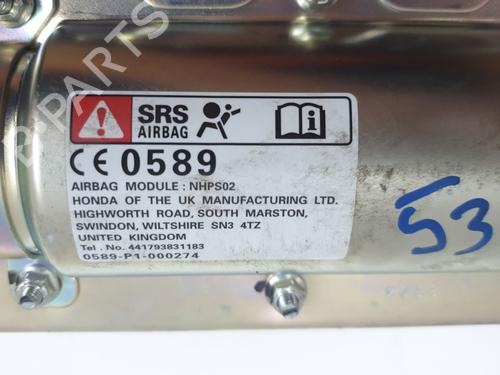 SRS
AIRBAG
CE 0589
AIRBAG MODULE : NHPS02
HONDA OF THE UK MANUFACTURING LTD.
HIGHWORTH ROAD, SOUTH MARSTON,
SWINDON, WILTSHIRE SN3 4TZ
UNITED KINGDOM
Tel . No. 441793831183
0589-P1-000274
53
B-PARTS